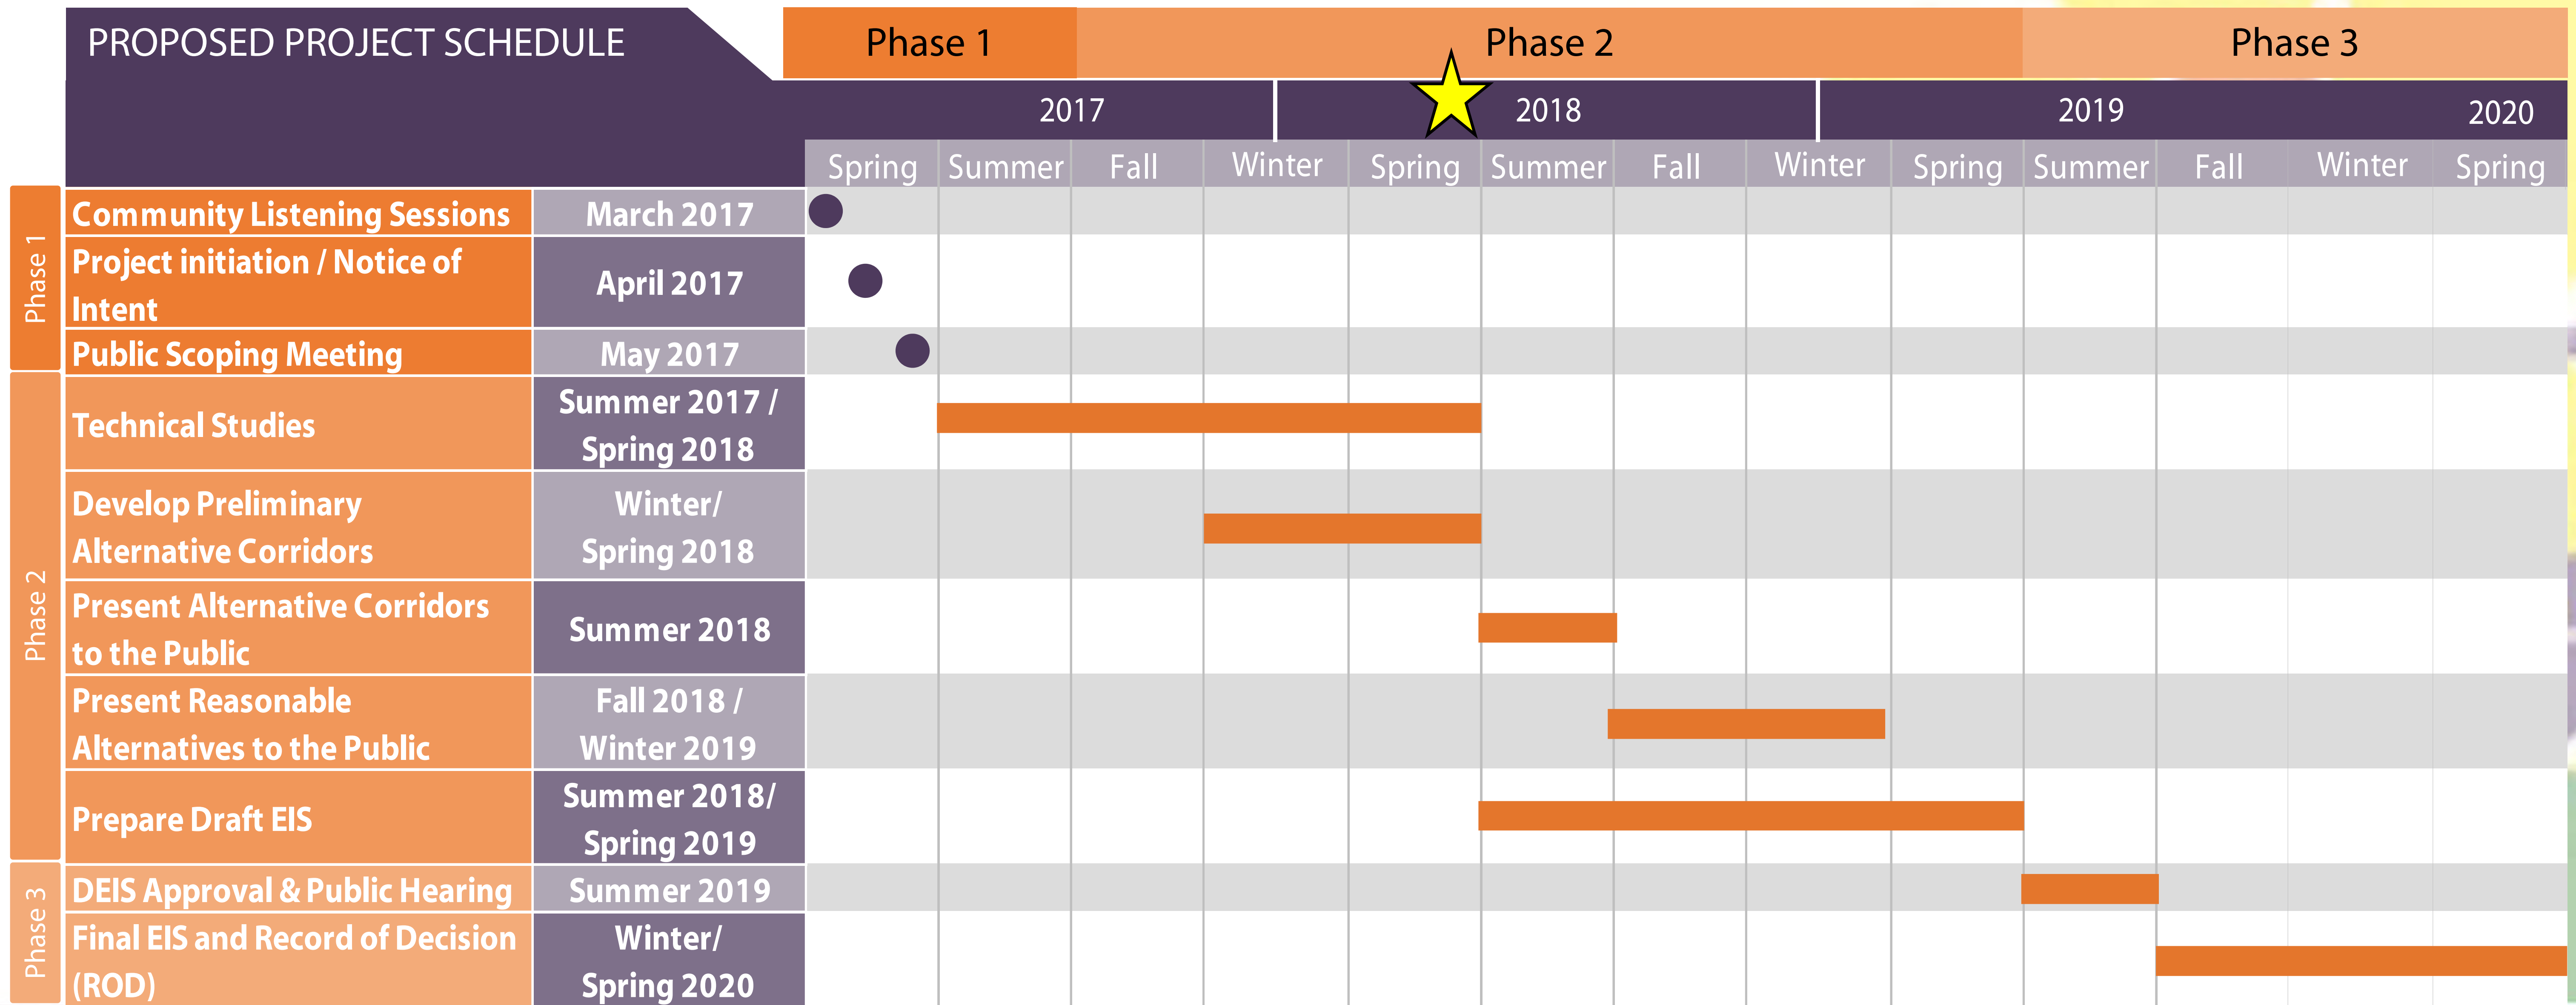 PROPOSED PROJECT SCHEDULE
Phase 1
Phase 2
Phase 3
2017
2018
2019
2020
Spring
Summer
Fall
Winter
Spring
Summer
Fall
Winter
Spring
Summer
Fall
Winter
Spring
Phase 1
Community Listening Sessions
March 2017
Project initiation / Notice of
Intent
April 2017
Public Scoping Meeting
May 2017
Phase 2
Technical Studies
Summer 2017 /
Spring 2018
Develop Preliminary
Alternative Corridors
Winter/
Spring 2018
Present Alternative Corridors
to the Public
Summer 2018
Present Reasonable
Alternatives to the Public
Fall 2018 /
Winter 2019
Prepare Draft EIS
Summer 2018/
Spring 2019
Phase 3
DEIS Approval & Public Hearing
Summer 2019
Final EIS and Record of Decision
(ROD)
Winter/
Spring 2020